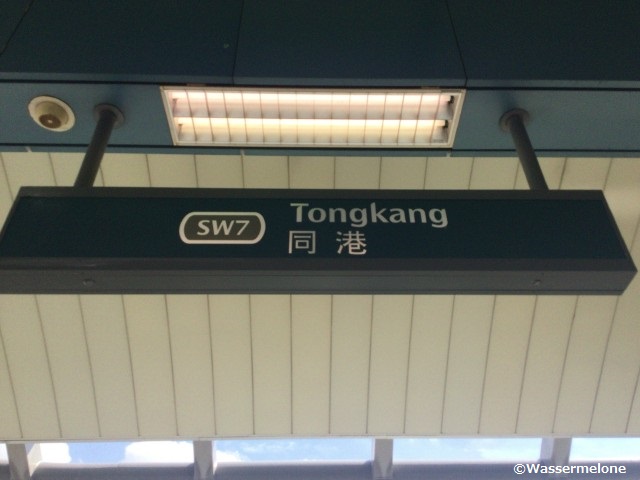 SW7
Tongkang
同港
©Wassermelone